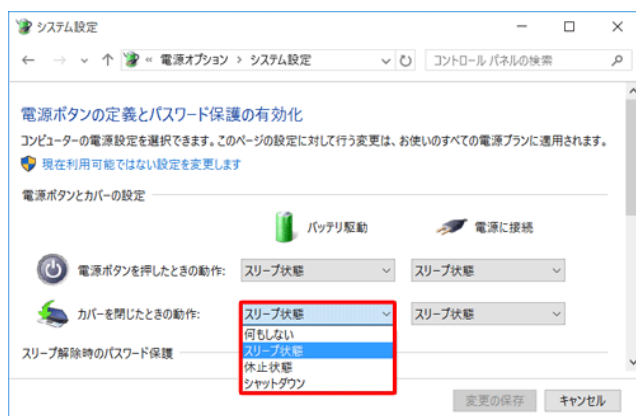 システム設定
電源オプション › システム設定
コントロール パネルの検索
電源ボタンの定義とパスワード保護の有効化
コンピューターの電源設定を選択できます。このページの設定に対して行う変更は、お使いのすべての電源プランに適用されます。
現在利用可能ではない設定を変更します
電源ボタンとカバーの設定
バッテリ駆動 電源に接続
電源ボタンを押したときの動作: スリープ状態 スリープ状態
カバーを閉じたときの動作: スリープ状態 スリープ状態
何もしない
スリープ状態
休止状態
シャットダウン
スリープ解除時のパスワード保護
変更の保存 キャンセル